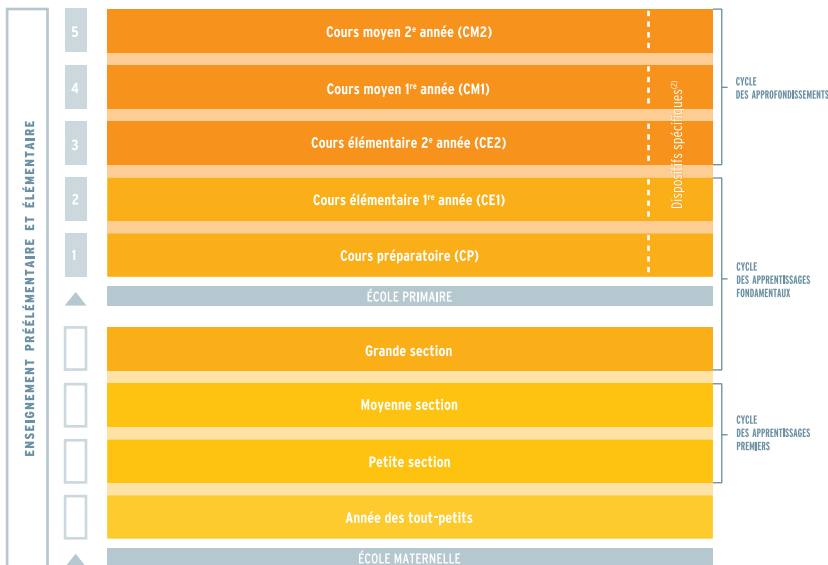 ENSEIGNEMENT PRÉÉLÉMENTAIRE ET ÉLÉMENTAIRE
5
Cours moyen 2e année (CM2)
4
Cours moyen 1re année (CM1)
3
Cours élémentaire 2e année (CE2)
2
Cours élémentaire 1re année (CE1)
1
Cours préparatoire (CP)
Dispositifs spécifiques(2)
CYCLE
DES APPROFONDISSEMENTS
ÉCOLE PRIMAIRE
CYCLE
DES APPRENTISSAGES
FONDAMENTAUX
Grande section
Moyenne section
Petite section
CYCLE
DES APPRENTISSAGES
PREMIERS
Année des tout-petits
ÉCOLE MATERNELLE